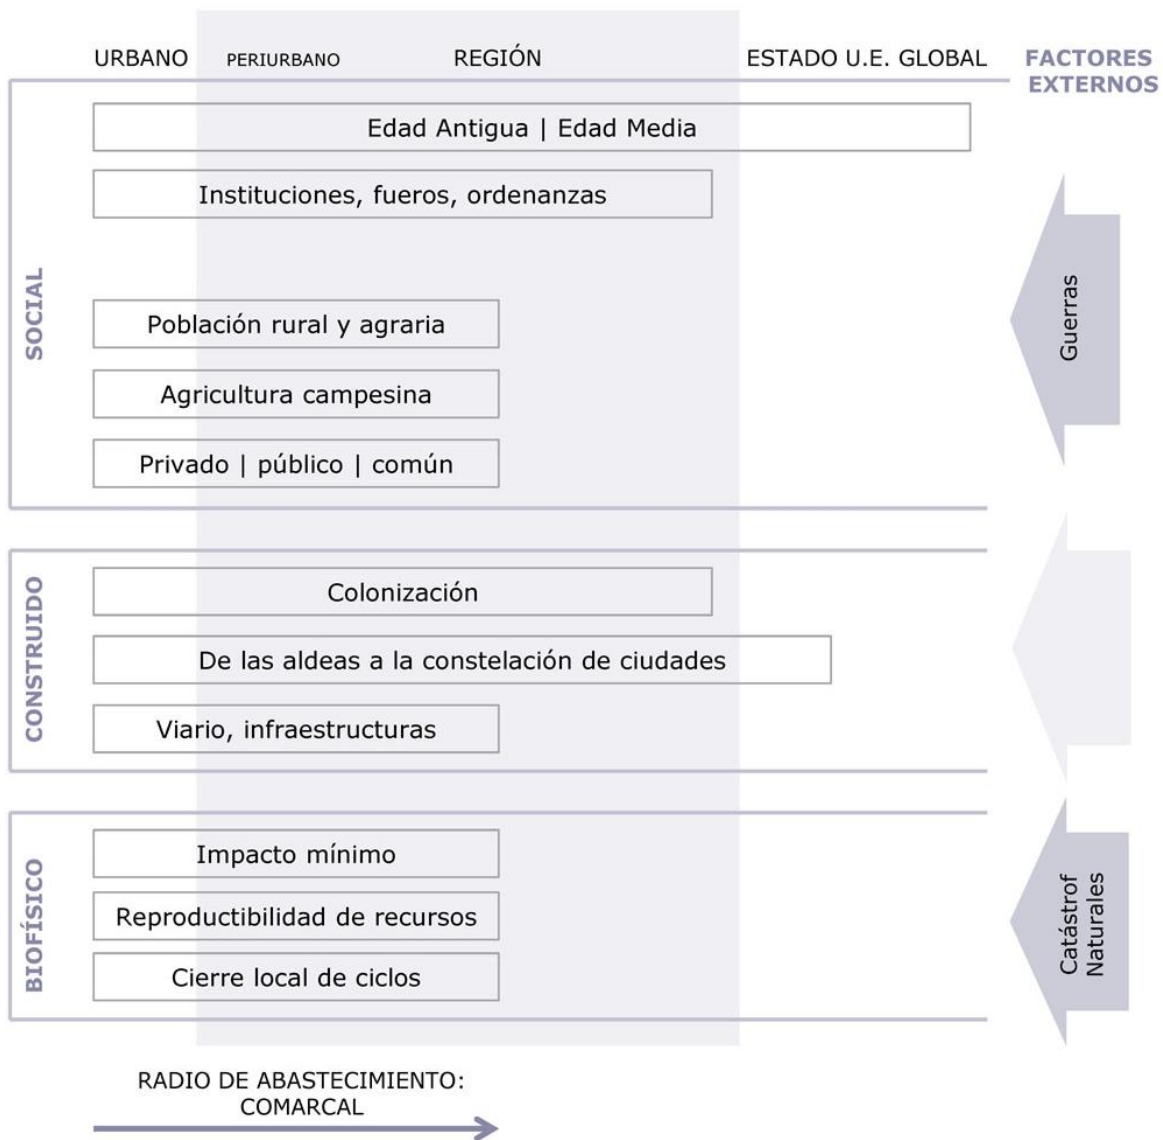 URBANO PERIURBANO REGIÓN ESTADO U.E. GLOBAL FACTORES
EXTERNOS
SOCIAL
Edad Antigua | Edad Media
Instituciones, fueros, ordenanzas
Población rural y agraria
Agricultura campesina
Privado | público | común
Guerras
CONSTRUIDO
Colonización
De las aldeas a la constelación de ciudades
Viario, infraestructuras
BIOFÍSICO
Impacto mínimo
Reproductibilidad de recursos
Cierre local de ciclos
Catástrof
Naturales
RADIO DE ABASTECIMIENTO:
COMARCAL